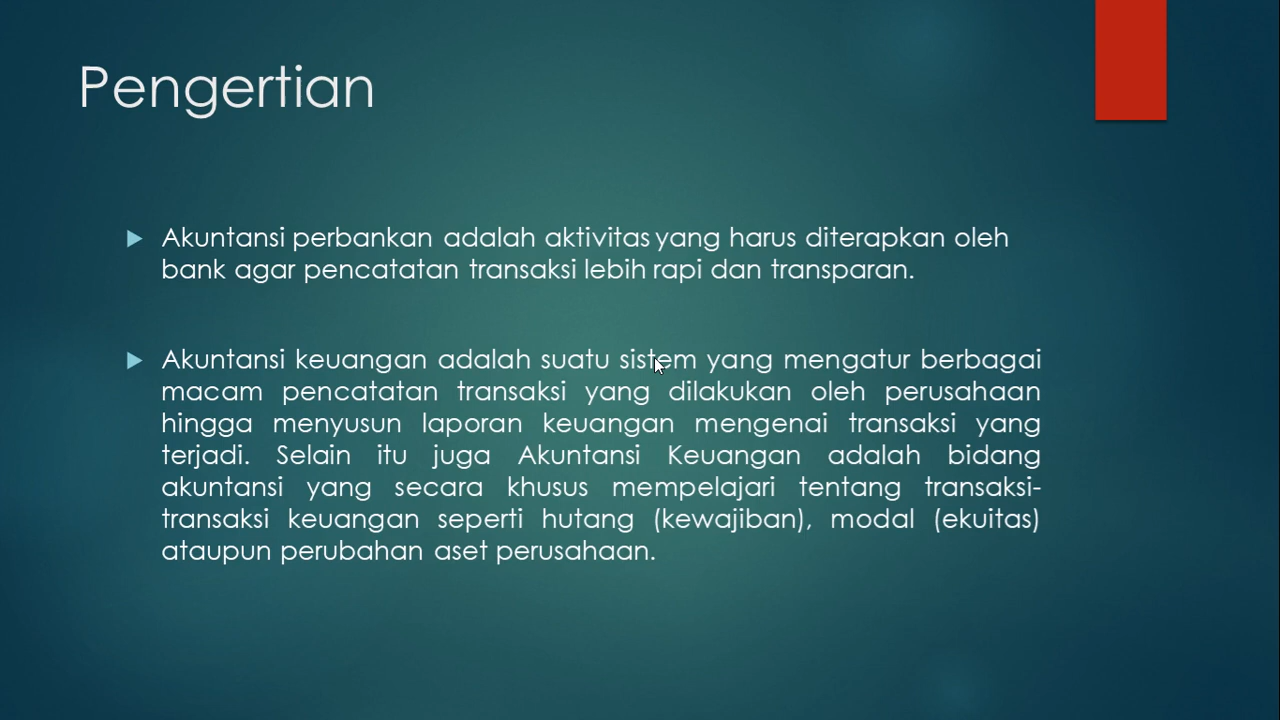 Pengertian
Akuntansi perbankan adalah aktivitas yang harus diterapkan oleh
bank agar pencatatan transaksi lebih rapi dan transparan.
Akuntansi keuangan adalah suatu sistem yang mengatur berbagai
macam pencatatan transaksi yang dilakukan oleh perusahaan
hingga menyusun laporan keuangan mengenai transaksi yang
terjadi. Selain itu juga Akuntansi Keuangan adalah bidang
akuntansi yang secara khusus mempelajari tentang transaksi-
transaksi keuangan seperti hutang (kewajiban), modal (ekuitas)
ataupun perubahan aset perusahaan.